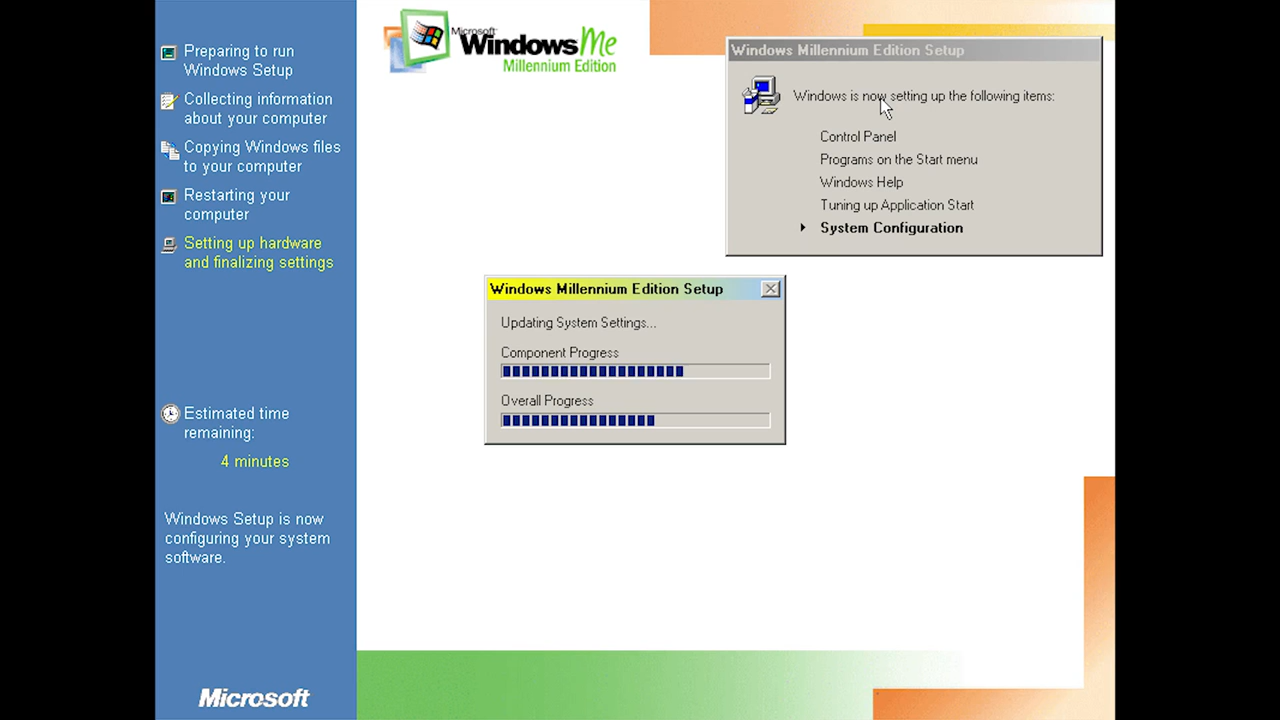 Preparing to run
Windows Setup
Collecting information
about your computer
Copying Windows files
to your computer
Restarting your
computer
Setting up hardware
and finalizing settings
Estimated time
remaining:
4 minutes
Windows Setup is now
configuring your system
software.
Microsoft
Microsoft
Windows Me
Millennium Edition
Windows Millennium Edition Setup
Windows is now setting up the following items:
Control Panel
Programs on the Start menu
Windows Help
Tuning up Application Start
System Configuration
Windows Millennium Edition Setup
Updating System Settings...
Component Progress
Overall Progress